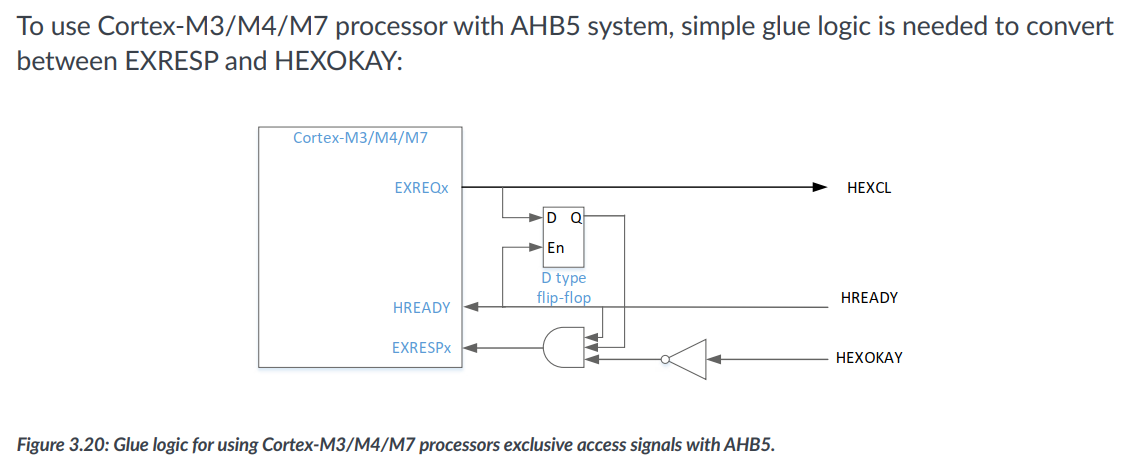 To use Cortex-M3/M4/M7 processor with AHB5 system, simple glue logic is needed to convert
between EXRESP and HEXOKAY:
Cortex-M3/M4/M7
EXREQx
HEXCL
D Q
En
D type
flip-flop
HREADY
HREADY
EXRESPx
HEXOKAY
Figure 3.20: Glue logic for using Cortex-M3/M4/M7 processors exclusive access signals with AHB5.